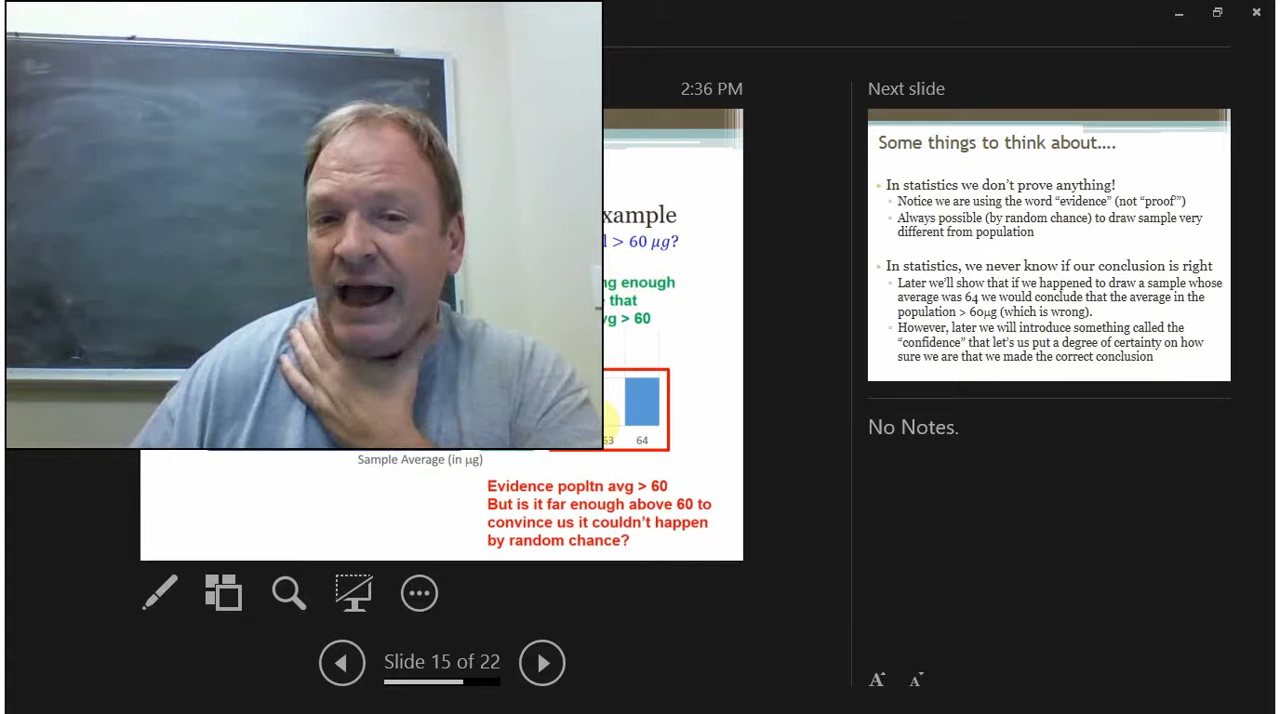 2:36 PM
Next slide
xample
> 60 μg?
ng enough
that
vg > 60
63 64
Sample Average (in μg)
Evidence popltn avg > 60
But is it far enough above 60 to
convince us it couldn't happen
by random chance?
Slide 15 of 22
Some things to think about....
In statistics we don't prove anything!
Notice we are using the word “evidence” (not “proof”)
Always possible (by random chance) to draw sample very
different from population
In statistics, we never know if our conclusion is right
Later we'll show that if we happened to draw a sample whose
average was 64 we would conclude that the average in the
population > 60μg (which is wrong).
However, later we will introduce something called the
“confidence” that let's us put a degree of certainty on how
sure we are that we made the correct conclusion
No Notes.
A A